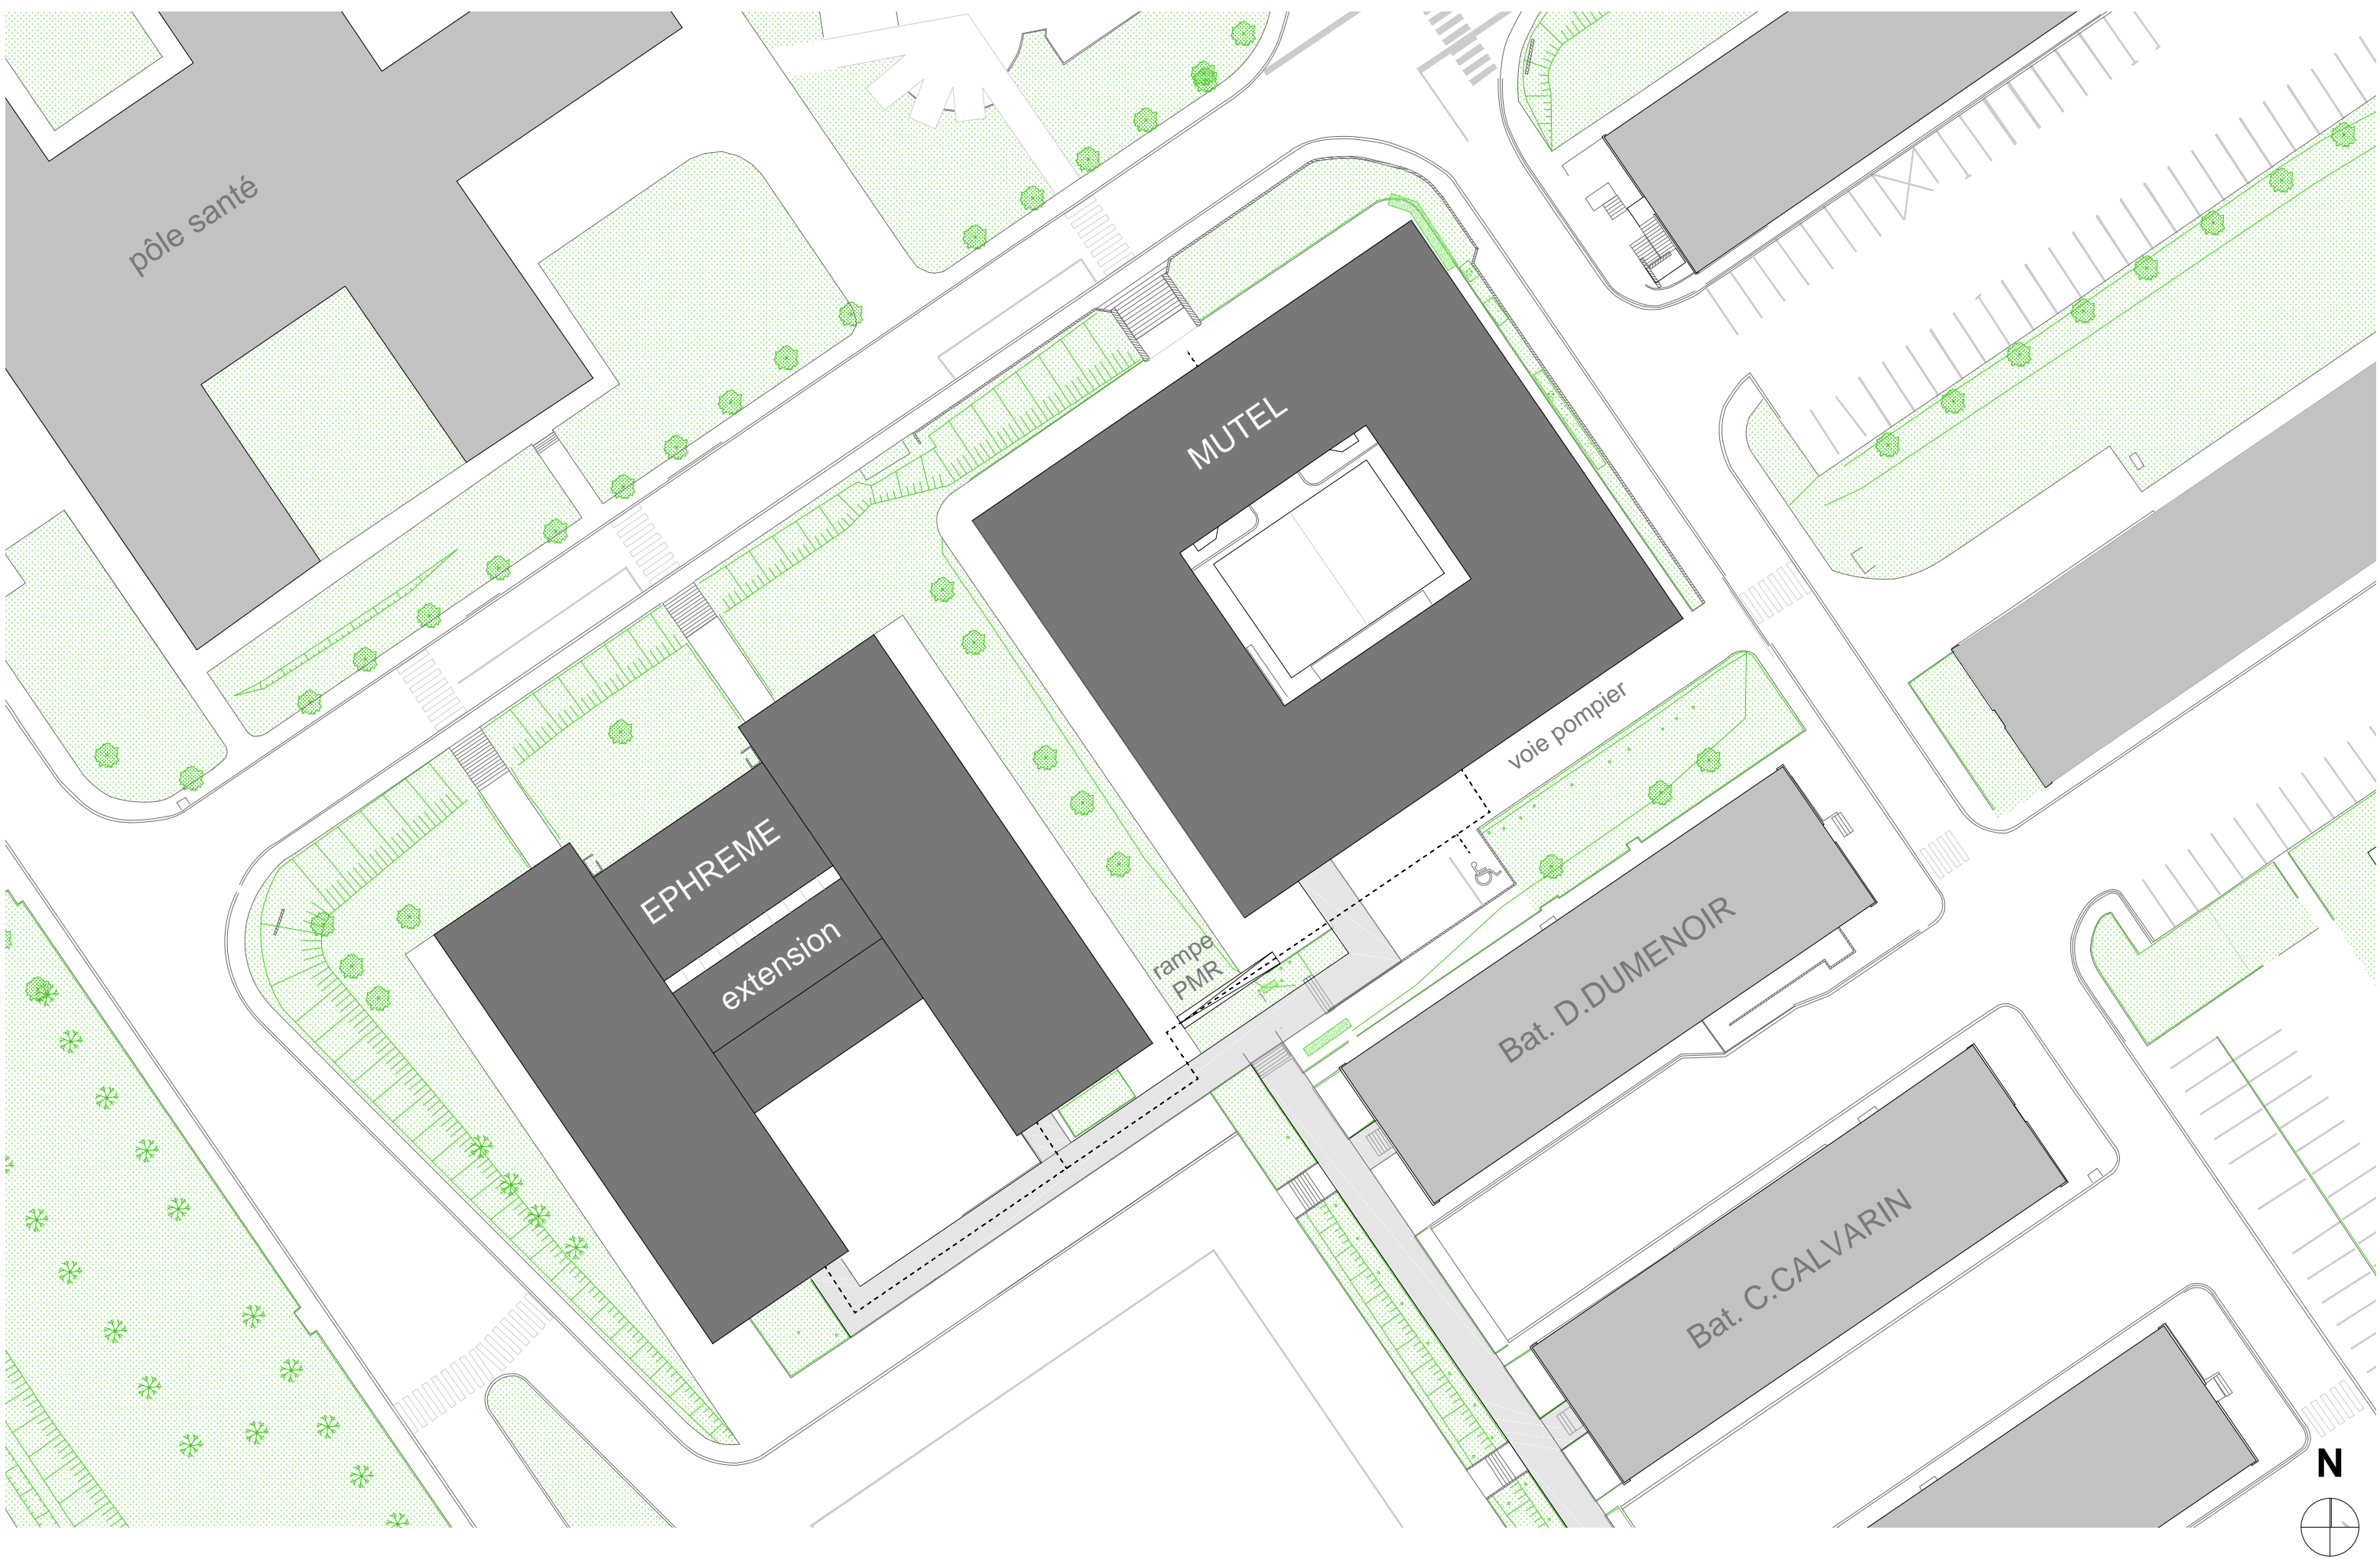 pôle santé
MUTEL
voie pompier
EPHREME
extension
rampe
PMR
Bat. D.DUMENOIR
Bat. C.CALVARIN
N